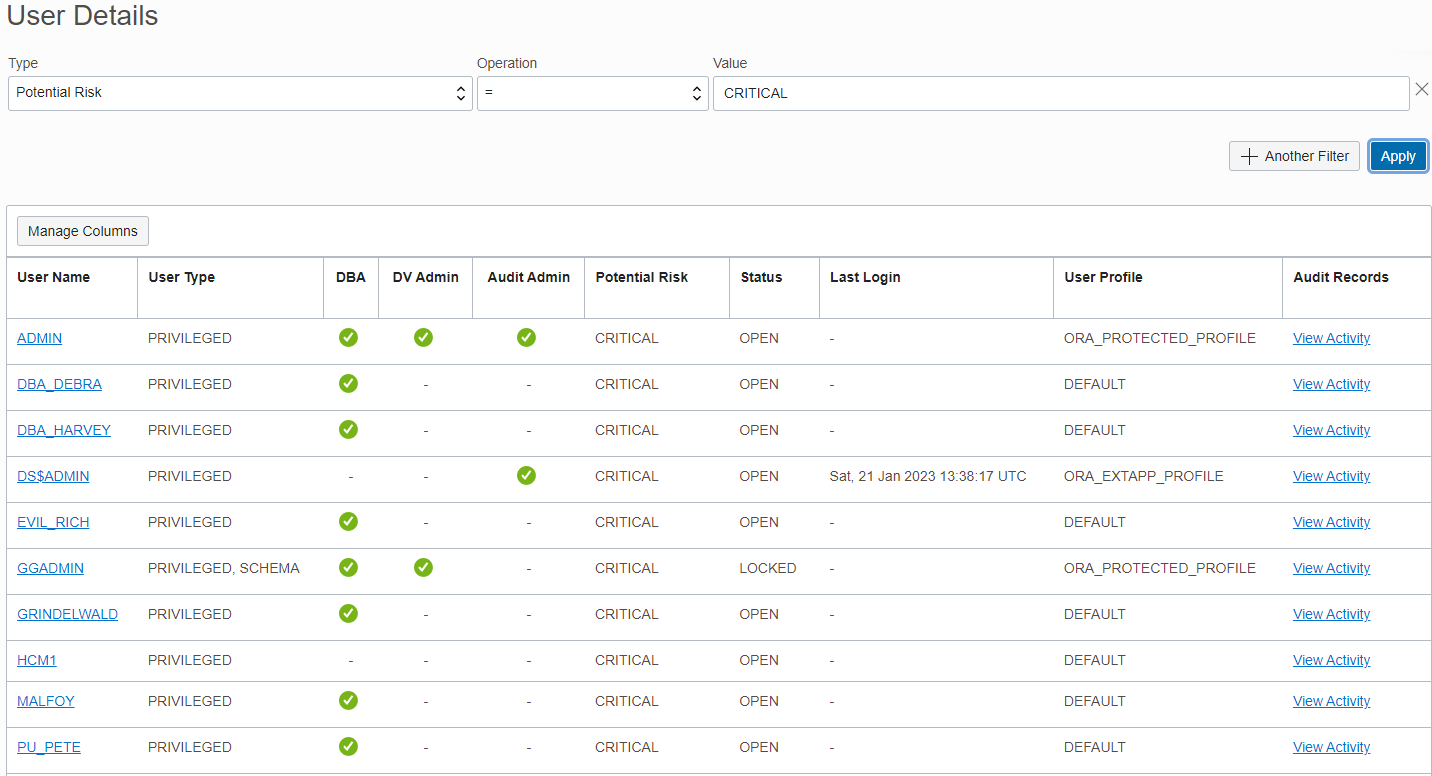 User Details
Type Operation Value
Potential Risk = CRITICAL
Another Filter Apply
Manage Columns
User Name User Type DBA DV Admin Audit Admin Potential Risk Status Last Login User Profile Audit Records
ADMIN PRIVILEGED CRITICAL OPEN - ORA_PROTECTED_PROFILE View Activity
DBA_DEBRA PRIVILEGED - - CRITICAL OPEN - DEFAULT View Activity
DBA_HARVEY PRIVILEGED - - CRITICAL OPEN - DEFAULT View Activity
DS$ADMIN PRIVILEGED - - CRITICAL OPEN Sat, 21 Jan 2023 13:38:17 UTC ORA_EXTAPP_PROFILE View Activity
EVIL_RICH PRIVILEGED - - CRITICAL OPEN - DEFAULT View Activity
GGADMIN PRIVILEGED, SCHEMA - CRITICAL LOCKED - ORA_PROTECTED_PROFILE View Activity
GRINDELWALD PRIVILEGED - - CRITICAL OPEN - DEFAULT View Activity
HCM1 PRIVILEGED - - - CRITICAL OPEN - DEFAULT View Activity
MALFOY PRIVILEGED - - CRITICAL OPEN - DEFAULT View Activity
PU_PETE PRIVILEGED - - CRITICAL OPEN - DEFAULT View Activity